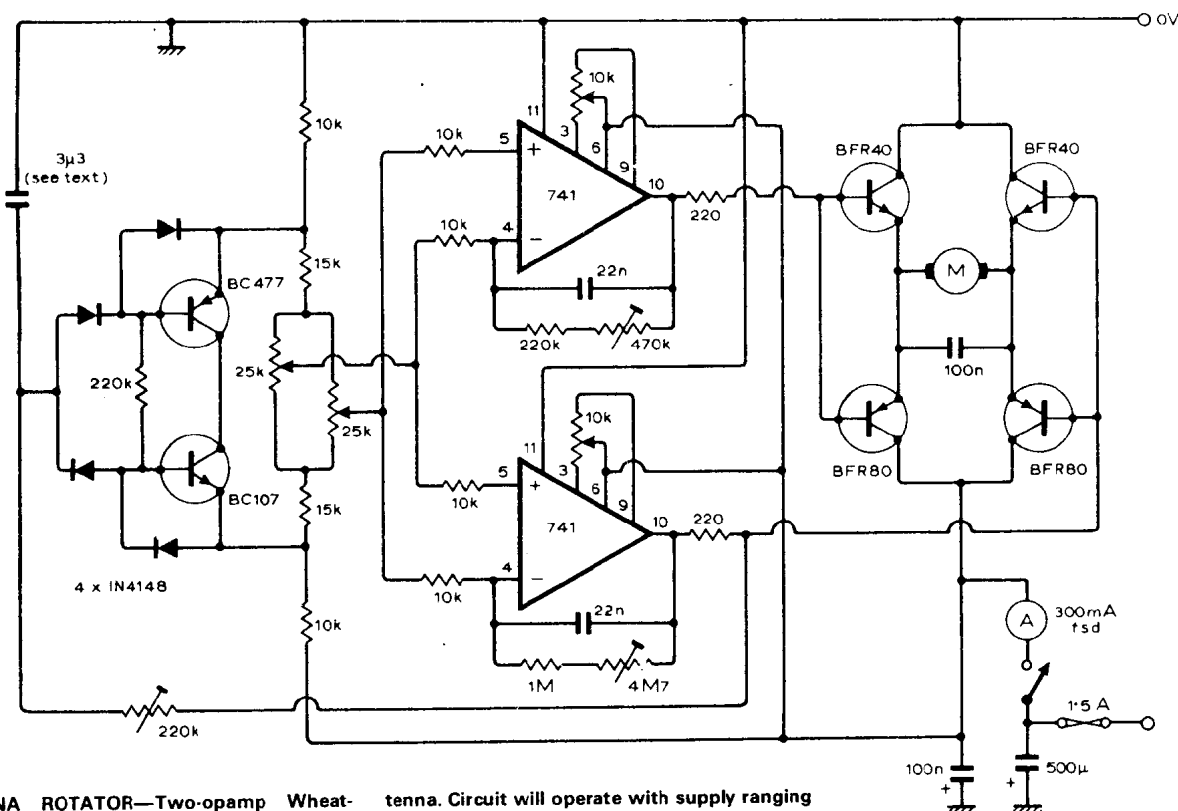 0V
10k
3µ3
(see text)
10k
11
3
6
9
10k
5
+
741
10
4
−
220
10k
22n
220k
470k
BFR40
BFR40
M
100n
BFR80
BFR80
15k
BC477
220k
25k
25k
BC107
15k
4 x IN4148
10k
10k
11
3
6
9
10k
5
+
741
10
4
−
220
10k
22n
1M
4M7
220k
A
300mA
fsd
1·5 A
100n
+
500µ
+
NA ROTATOR—Two-opamp Wheat-
tenna. Circuit will operate with supply ranging